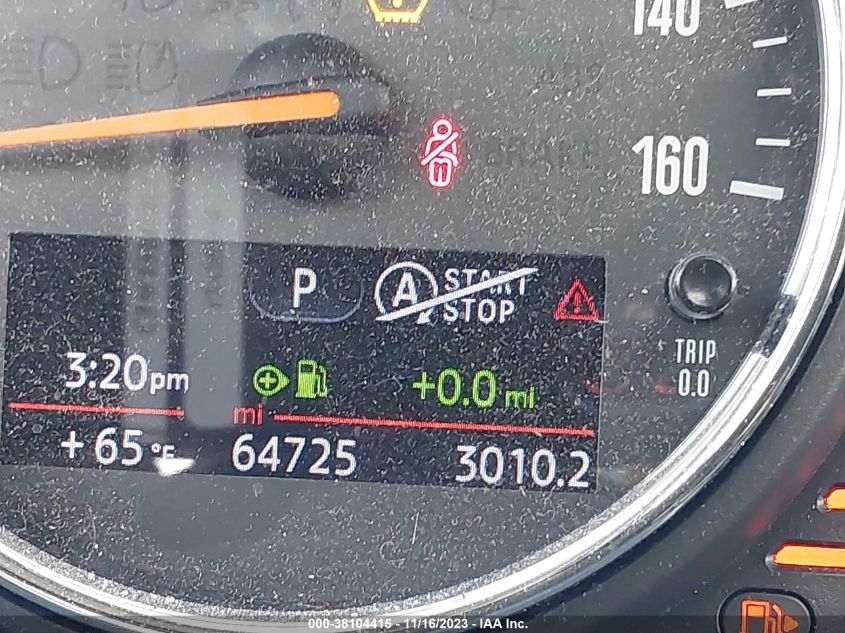 140
160
BRAKE
P
A START
STOP
TRIP
0.0
3:20pm
+0.0 mi
mi
+65 °F
64725
3010.2
000-38104415 - 11/16/2023 - IAA Inc.